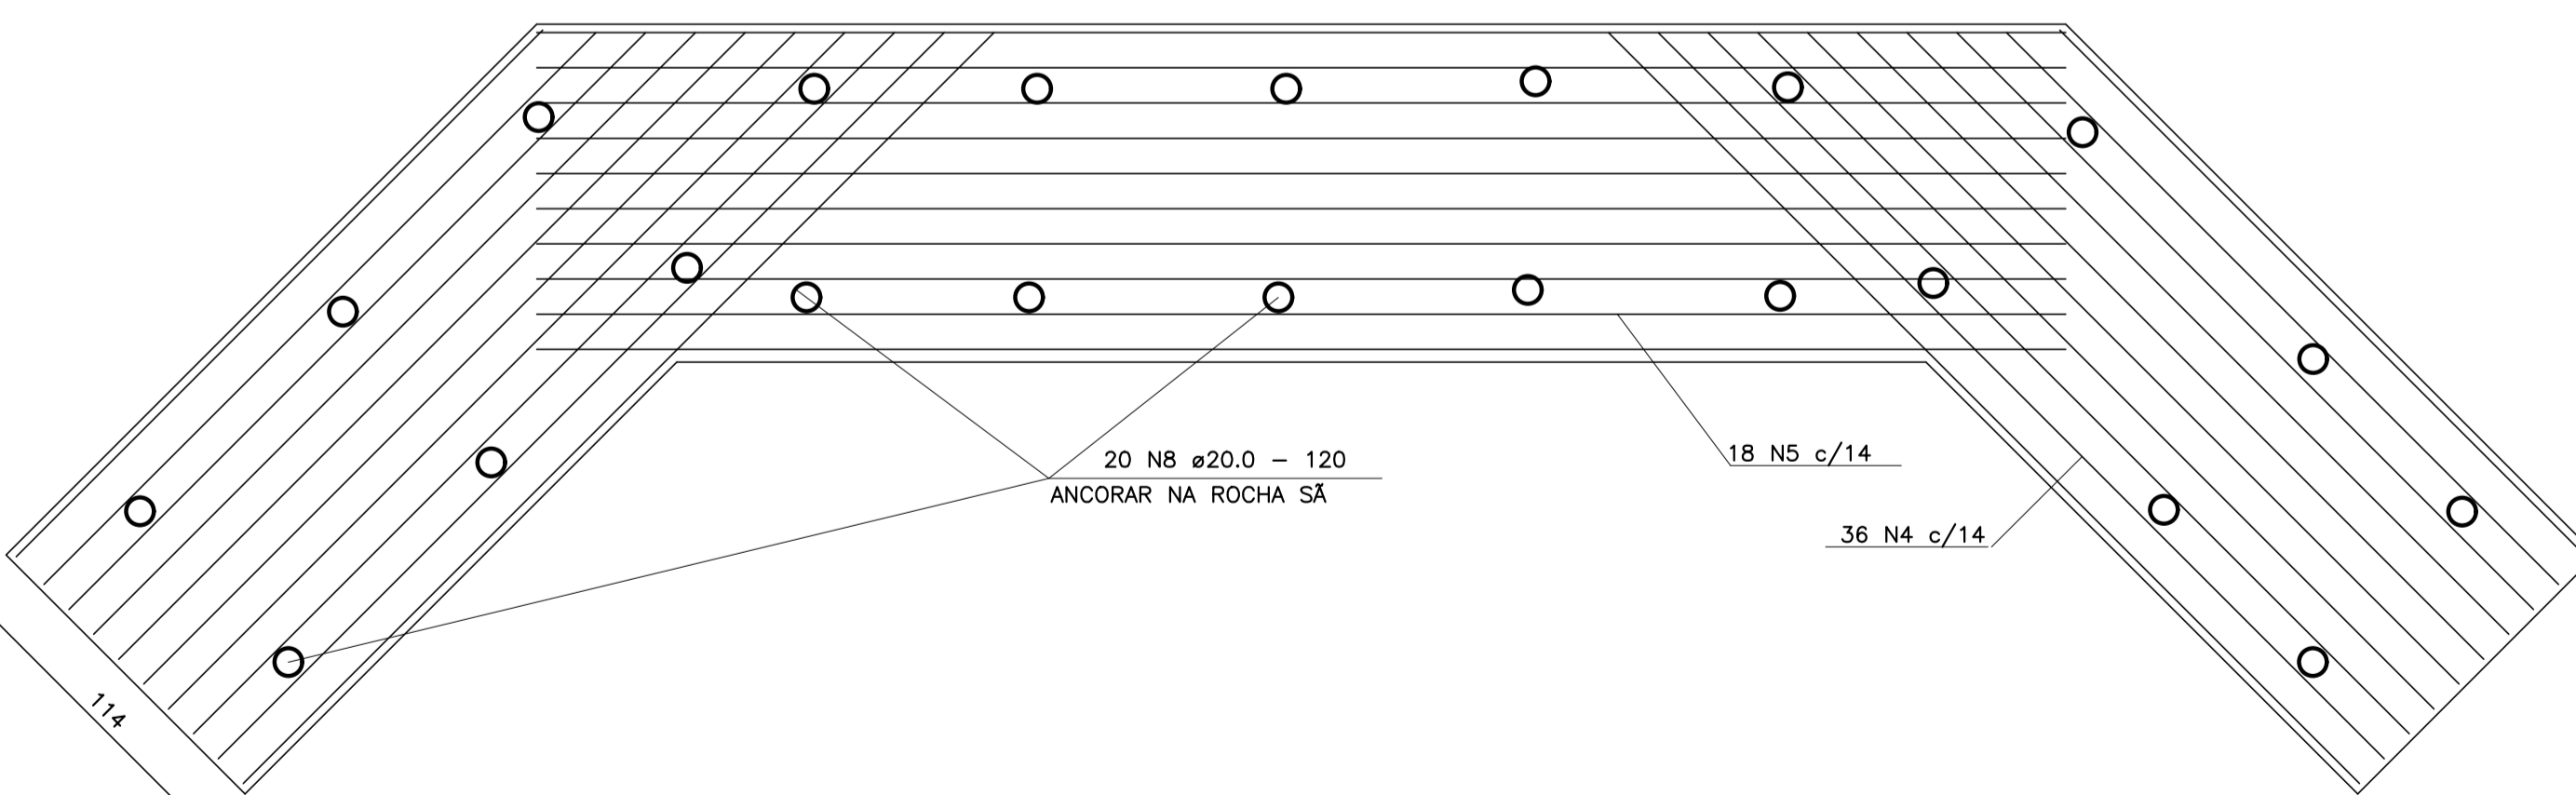 20 N8 ø20.0 – 120
ANCORAR NA ROCHA SÃ
18 N5 c/14
36 N4 c/14
114